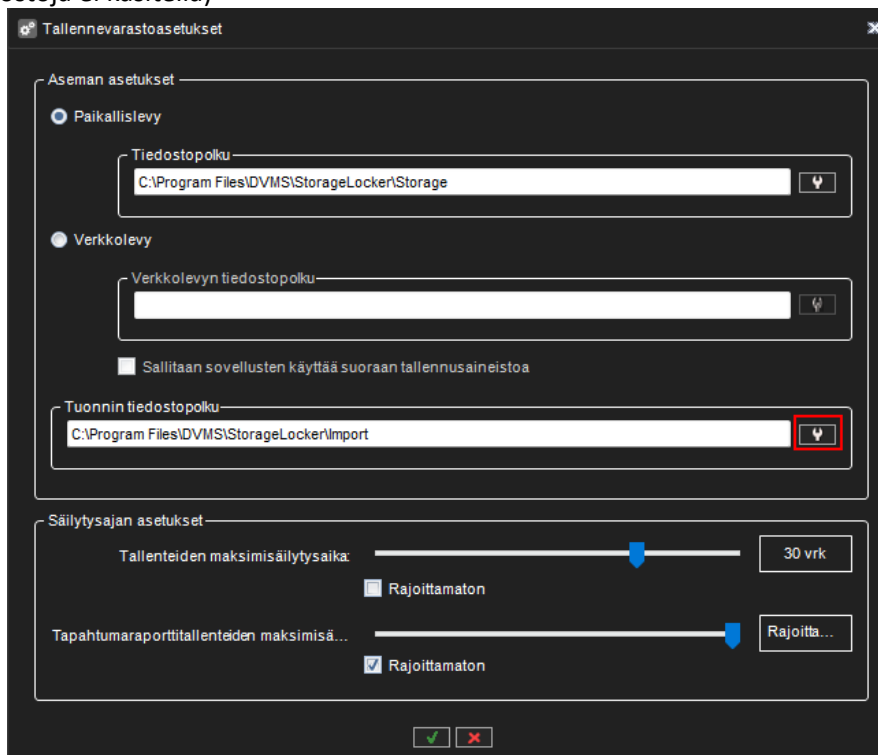 Tallennevarastoasetukset
Aseman asetukset
Paikallislevy
Tiedostopolku
C:\Program Files\DVMS\StorageLocker\Storage
Verkkolevy
Verkkolevyn tiedostopolku
Sallitaan sovellusten käyttää suoraan tallennusaineistoa
Tuonnin tiedostopolku
C:\Program Files\DVMS\StorageLocker\Import
Säilytysajan asetukset
Tallenteiden maksimisäilytysaika: 30 vrk
Rajoittamaton
Tapahtumaraporttitallenteiden maksimisä... Rajoitta...
Rajoittamaton